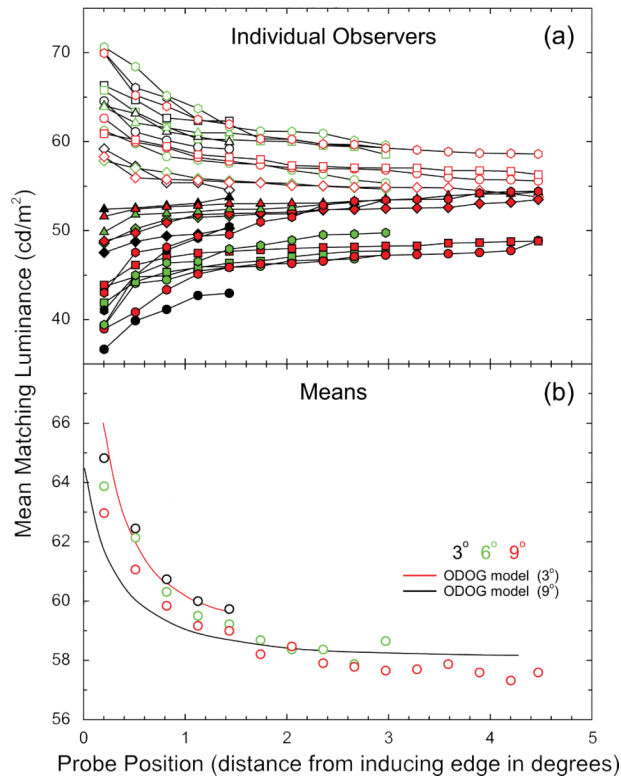 Individual Observers (a)
70
60
50
40
Mean Matching Luminance (cd/m²)
Means (b)
66
64
62
60
58
56
3° 6° 9°
ODOG model (3°)
ODOG model (9°)
0 1 2 3 4 5
Probe Position (distance from inducing edge in degrees)